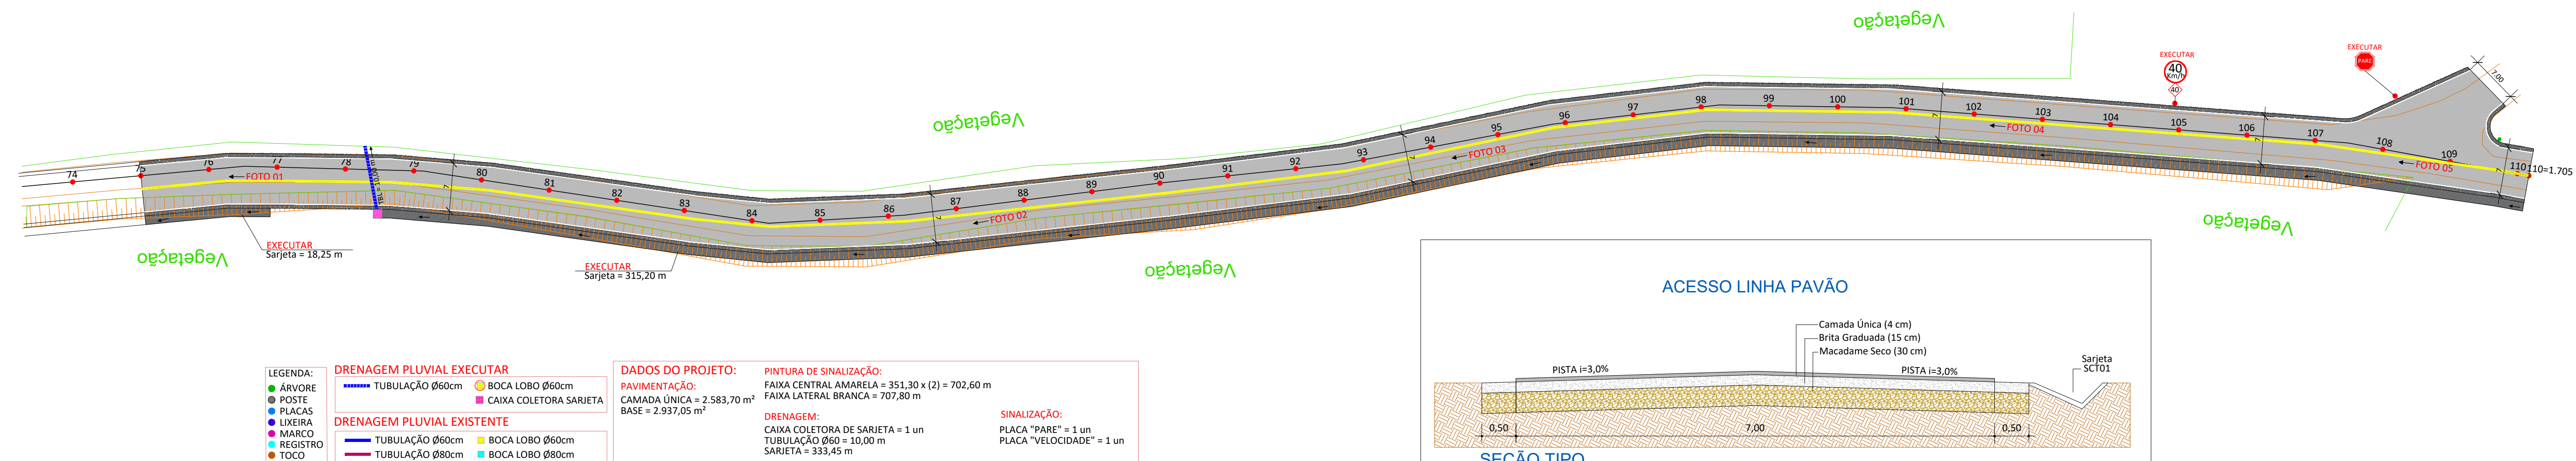 Vegetação
Vegetação
Vegetação
Vegetação
Vegetação
EXECUTAR
40
Km/h
40
EXECUTAR
PARE
7.00
74
75
76
77
78
79
80
81
82
83
84
85
86
87
88
89
90
91
92
93
94
95
96
97
98
99
100
101
102
103
104
105
106
107
108
109
110
110=1.705
FOTO 01
FOTO 02
FOTO 03
FOTO 04
FOTO 05
7
7
7
7
7
7
EXECUTAR
Sarjeta = 18,25 m
EXECUTAR
Sarjeta = 315,20 m
LEGENDA:
ÁRVORE
POSTE
PLACAS
LIXEIRA
MARCO
REGISTRO
TOCO
DRENAGEM PLUVIAL EXECUTAR
TUBULAÇÃO Ø60cm
BOCA LOBO Ø60cm
CAIXA COLETORA SARJETA
DRENAGEM PLUVIAL EXISTENTE
TUBULAÇÃO Ø60cm
BOCA LOBO Ø60cm
TUBULAÇÃO Ø80cm
BOCA LOBO Ø80cm
DADOS DO PROJETO:
PAVIMENTAÇÃO:
CAMADA ÚNICA = 2.583,70 m²
BASE = 2.937,05 m²
PINTURA DE SINALIZAÇÃO:
FAIXA CENTRAL AMARELA = 351,30 x (2) = 702,60 m
FAIXA LATERAL BRANCA = 707,80 m
DRENAGEM:
CAIXA COLETORA DE SARJETA = 1 un
TUBULAÇÃO Ø60 = 10,00 m
SARJETA = 333,45 m
SINALIZAÇÃO:
PLACA "PARE" = 1 un
PLACA "VELOCIDADE" = 1 un
ACESSO LINHA PAVÃO
Camada Única (4 cm)
Brita Graduada (15 cm)
Macadame Seco (30 cm)
PISTA i=3,0%
PISTA i=3,0%
Sarjeta
SCT01
0,50
7,00
0,50
SEÇÃO TIPO